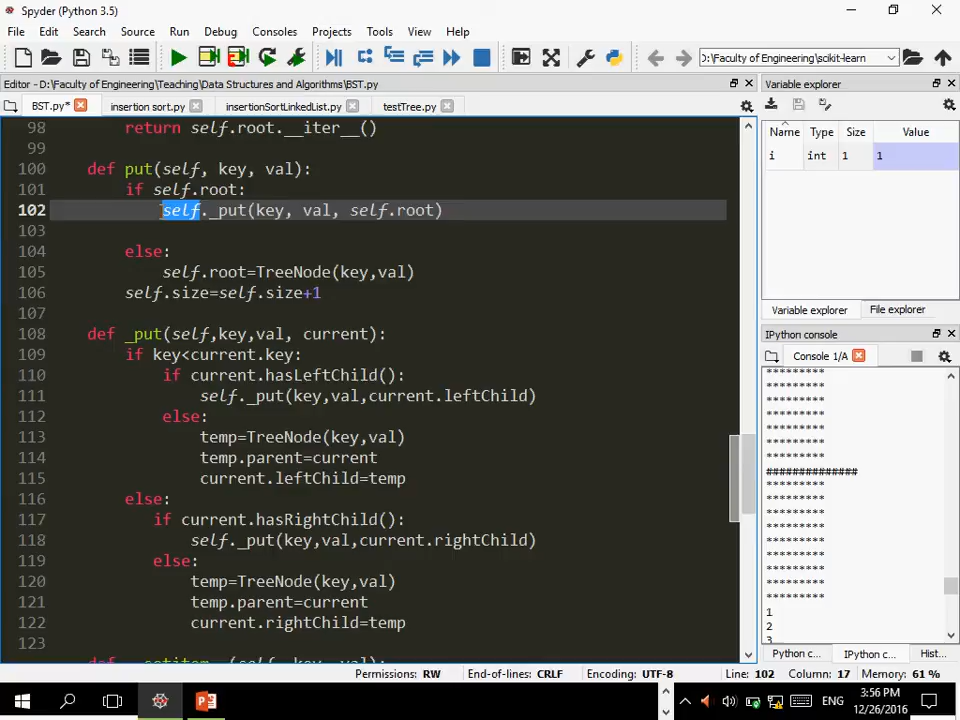 Spyder (Python 3.5)
File Edit Search Source Run Debug Consoles Projects Tools View Help
D:\Faculty of Engineering\scikit-learn
Editor - D:\Faculty of Engineering\Teaching\Data Structures and Algorithms\BST.py
BST.py* insertion sort.py insertionSortLinkedList.py testTree.py
98 return self.root.__iter__()
99
100 def put(self, key, val):
101 if self.root:
102 self._put(key, val, self.root)
103
104 else:
105 self.root=TreeNode(key,val)
106 self.size=self.size+1
107
108 def _put(self,key,val, current):
109 if key<current.key:
110 if current.hasLeftChild():
111 self._put(key,val,current.leftChild)
112 else:
113 temp=TreeNode(key,val)
114 temp.parent=current
115 current.leftChild=temp
116 else:
117 if current.hasRightChild():
118 self._put(key,val,current.rightChild)
119 else:
120 temp=TreeNode(key,val)
121 temp.parent=current
122 current.rightChild=temp
123
def __setitem__(self, key,val):
Variable explorer
Name Type Size Value
i int 1 1
Variable explorer File explorer
IPython console
Console 1/A
*********
*********
*********
*********
*********
*********
*********
##############
*********
*********
*********
*********
*********
*********
*********
*********
*********
1
2
3
Python c... IPython c... Hist...
Permissions: RW End-of-lines: CRLF Encoding: UTF-8 Line: 102 Column: 17 Memory: 61 %
ENG
3:56 PM
12/26/2016